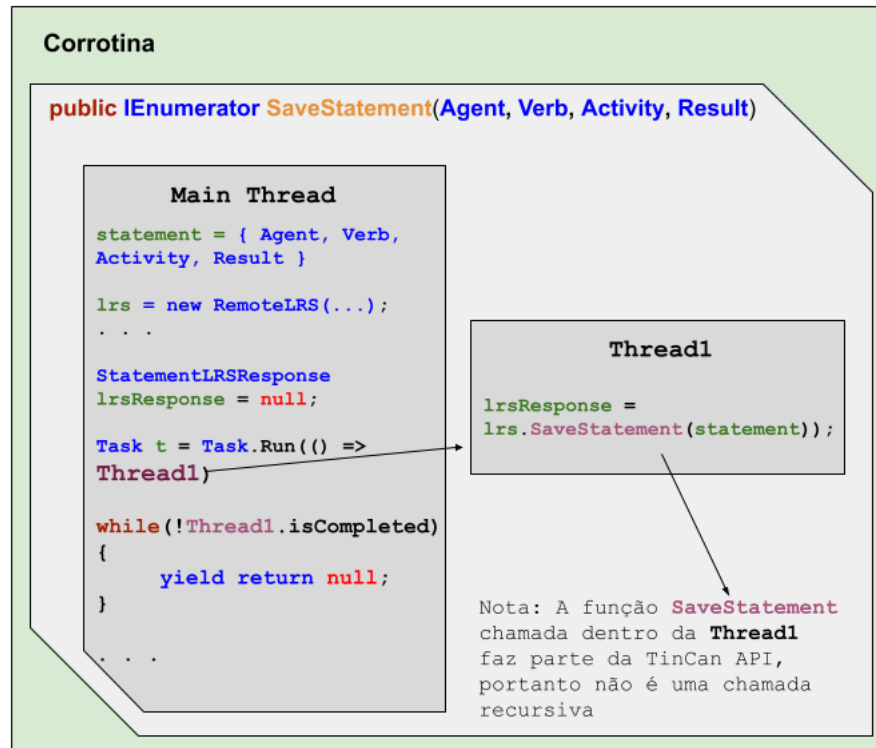 Corrotina
public IEnumerator SaveStatement(Agent, Verb, Activity, Result)
Main Thread
statement = { Agent, Verb,
Activity, Result }
lrs = new RemoteLRS(...);
. . .
StatementLRSResponse
lrsResponse = null;
Task t = Task.Run(() =>
Thread1)
while(!Thread1.isCompleted)
{
yield return null;
}
. . .
Thread1
lrsResponse =
lrs.SaveStatement(statement));
Nota: A função SaveStatement
chamada dentro da Thread1
faz parte da TinCan API,
portanto não é uma chamada
recursiva